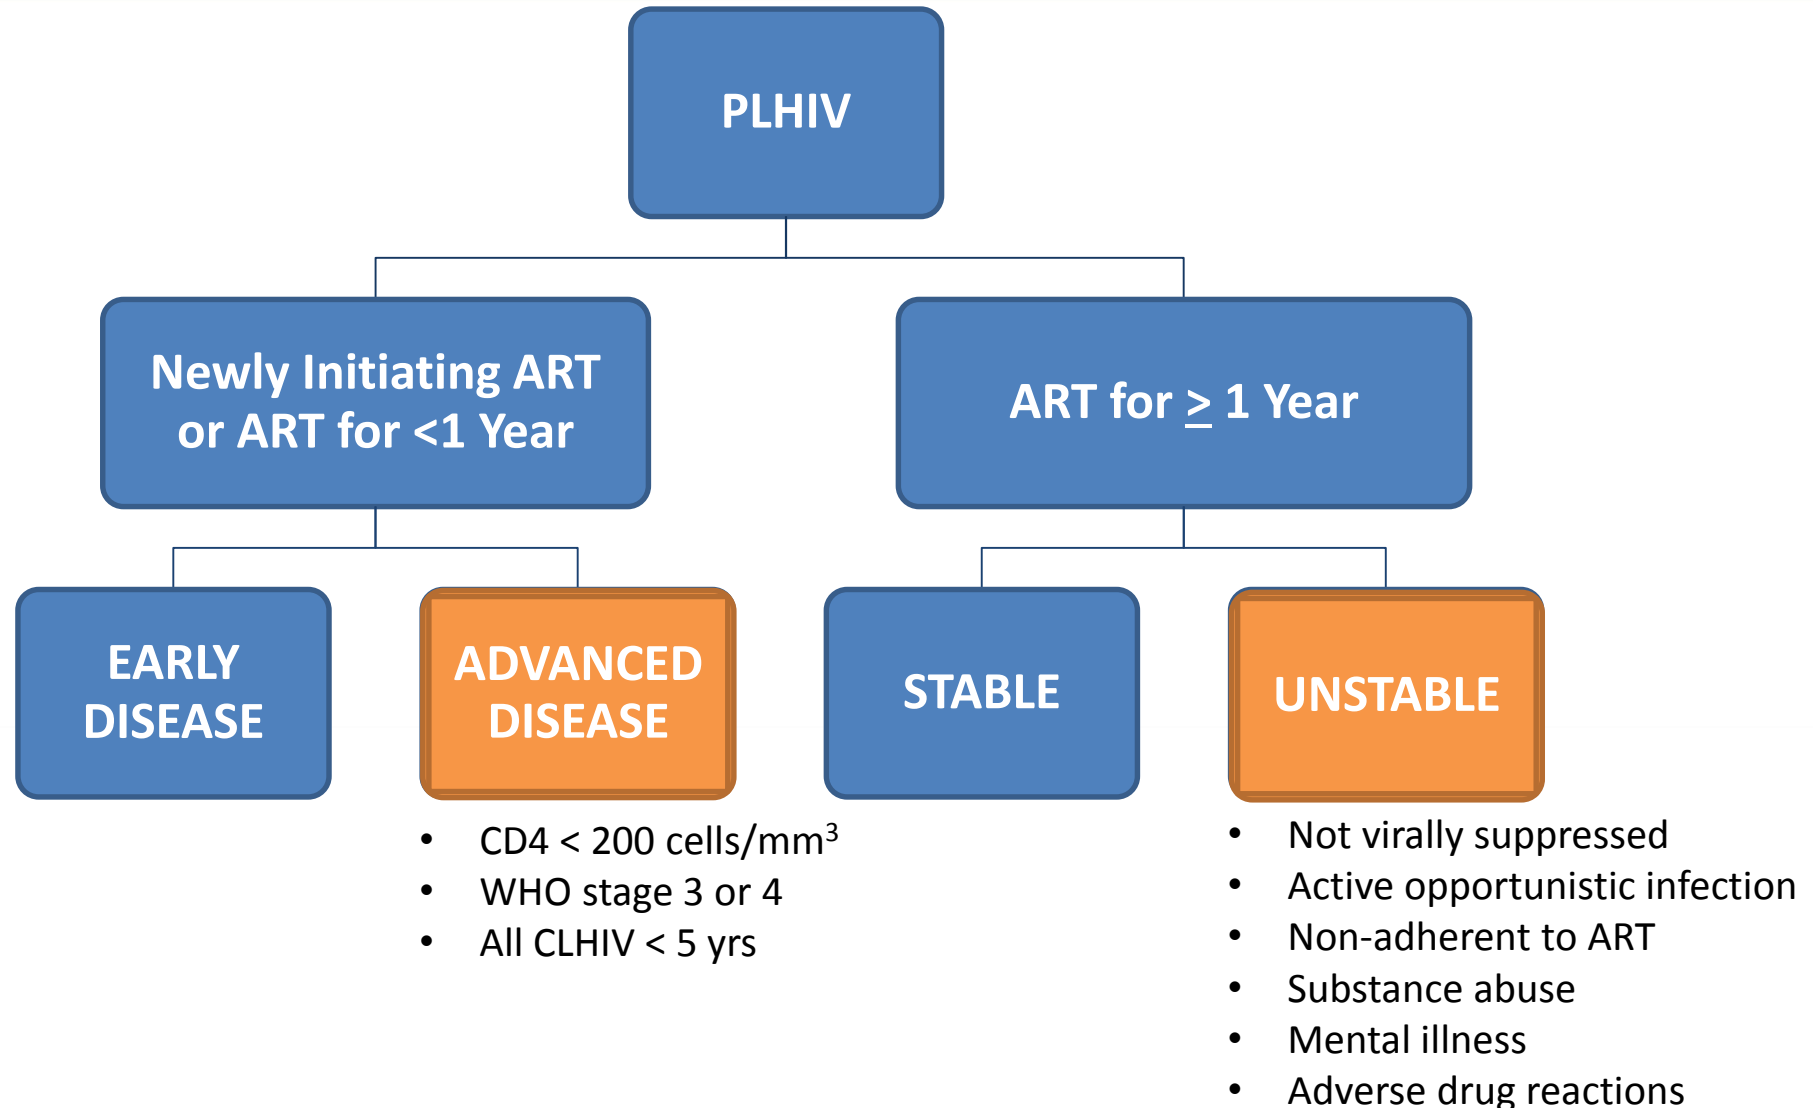 PLHIV
Newly Initiating ART
or ART for <1 Year
ART for ≥ 1 Year
EARLY
DISEASE
ADVANCED
DISEASE
STABLE
UNSTABLE
• CD4 < 200 cells/mm³
• WHO stage 3 or 4
• All CLHIV < 5 yrs
• Not virally suppressed
• Active opportunistic infection
• Non-adherent to ART
• Substance abuse
• Mental illness
• Adverse drug reactions